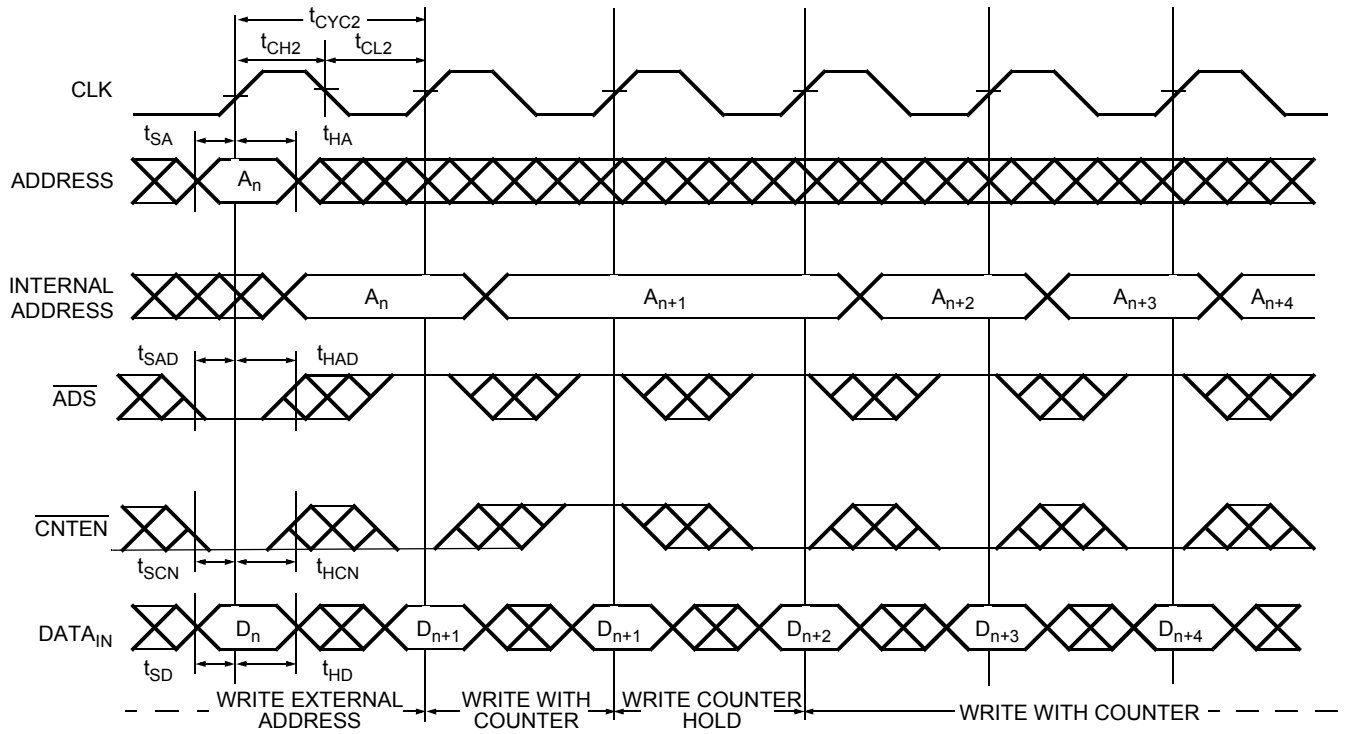 tCYC2
tCH2
tCL2
CLK
tSA
tHA
ADDRESS
An
INTERNAL
ADDRESS
An
An+1
An+2
An+3
An+4
tSAD
tHAD
ADS
CNTEN
tSCN
tHCN
DATAIN
Dn
Dn+1
Dn+1
Dn+2
Dn+3
Dn+4
tSD
tHD
WRITE EXTERNAL
ADDRESS
WRITE WITH
COUNTER
WRITE COUNTER
HOLD
WRITE WITH COUNTER